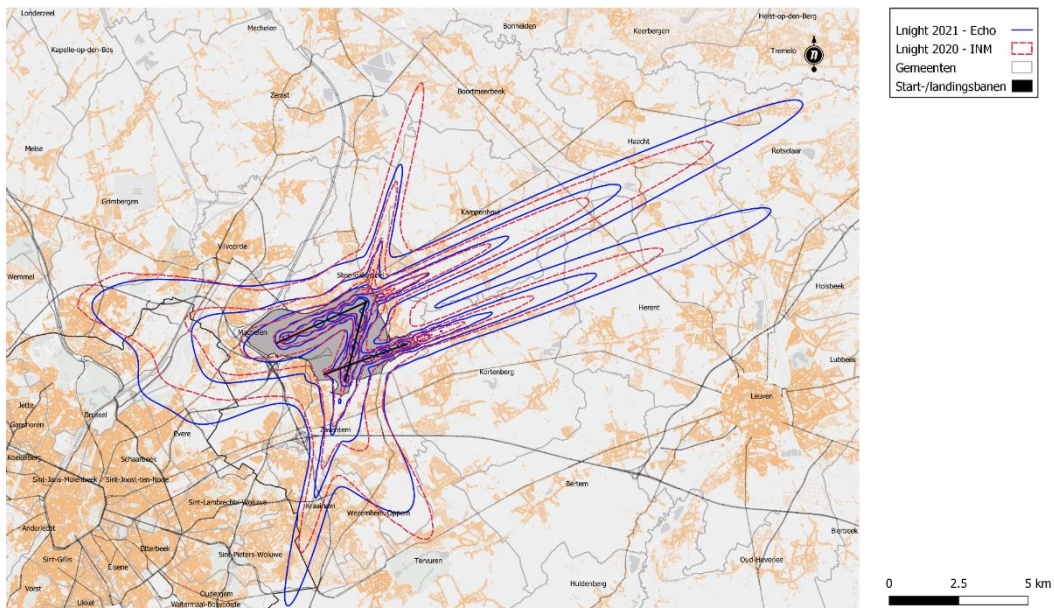 Londerzeel
Mechelen
Bonheiden
Heist-op-den-Berg
Kapelle-op-den-Bos
Keerbergen
Tremelo
n
Zemst
Boortmeerbeek
Meise
Haacht
Rotselaar
Grimbergen
Kampenhout
Vilvoorde
Wemmel
Steenokkerzeel
Holsbeek
Machelen
Herent
Lubbeek
Kortenberg
Jette
Brussel
Leuven
Ganshoren
Evere
Zaventem
Koekelberg
Schaarbeek
Sint-Jans-Molenbeek
Sint-Joost-ten-Node
Bertem
Sint-Lambrechts-Woluwe
Kraainem
Wezembeek-Oppem
Anderlecht
Bierbeek
Etterbeek
Sint-Gillis
Sint-Pieters-Woluwe
Elsene
Tervuren
Oud-Heverlee
Huldenberg
Vorst
Oudergem
Ukkel
Watermaal-Bosvoorde
Lnight 2021 - Echo
Lnight 2020 - INM
Gemeenten
Start-/landingsbanen
0 2.5 5 km